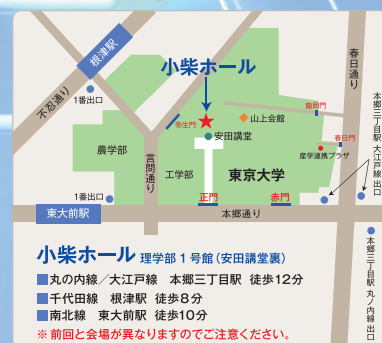 根津駅
不忍通り
1番出口
小柴ホール
春日通り
弥生門
山上会館
龍岡門
安田講堂
春日門
産学連携プラザ
本郷三丁目駅 大江戸線 出口
農学部
言問通り
工学部
東京大学
1番出口
正門
赤門
東大前駅
本郷通り
本郷三丁目駅 丸ノ内線 出口
小柴ホール 理学部1号館(安田講堂裏)
■丸の内線/大江戸線 本郷三丁目駅 徒歩12分
■千代田線 根津駅 徒歩8分
■南北線 東大前駅 徒歩10分
※ 前回と会場が異なりますのでご注意ください。